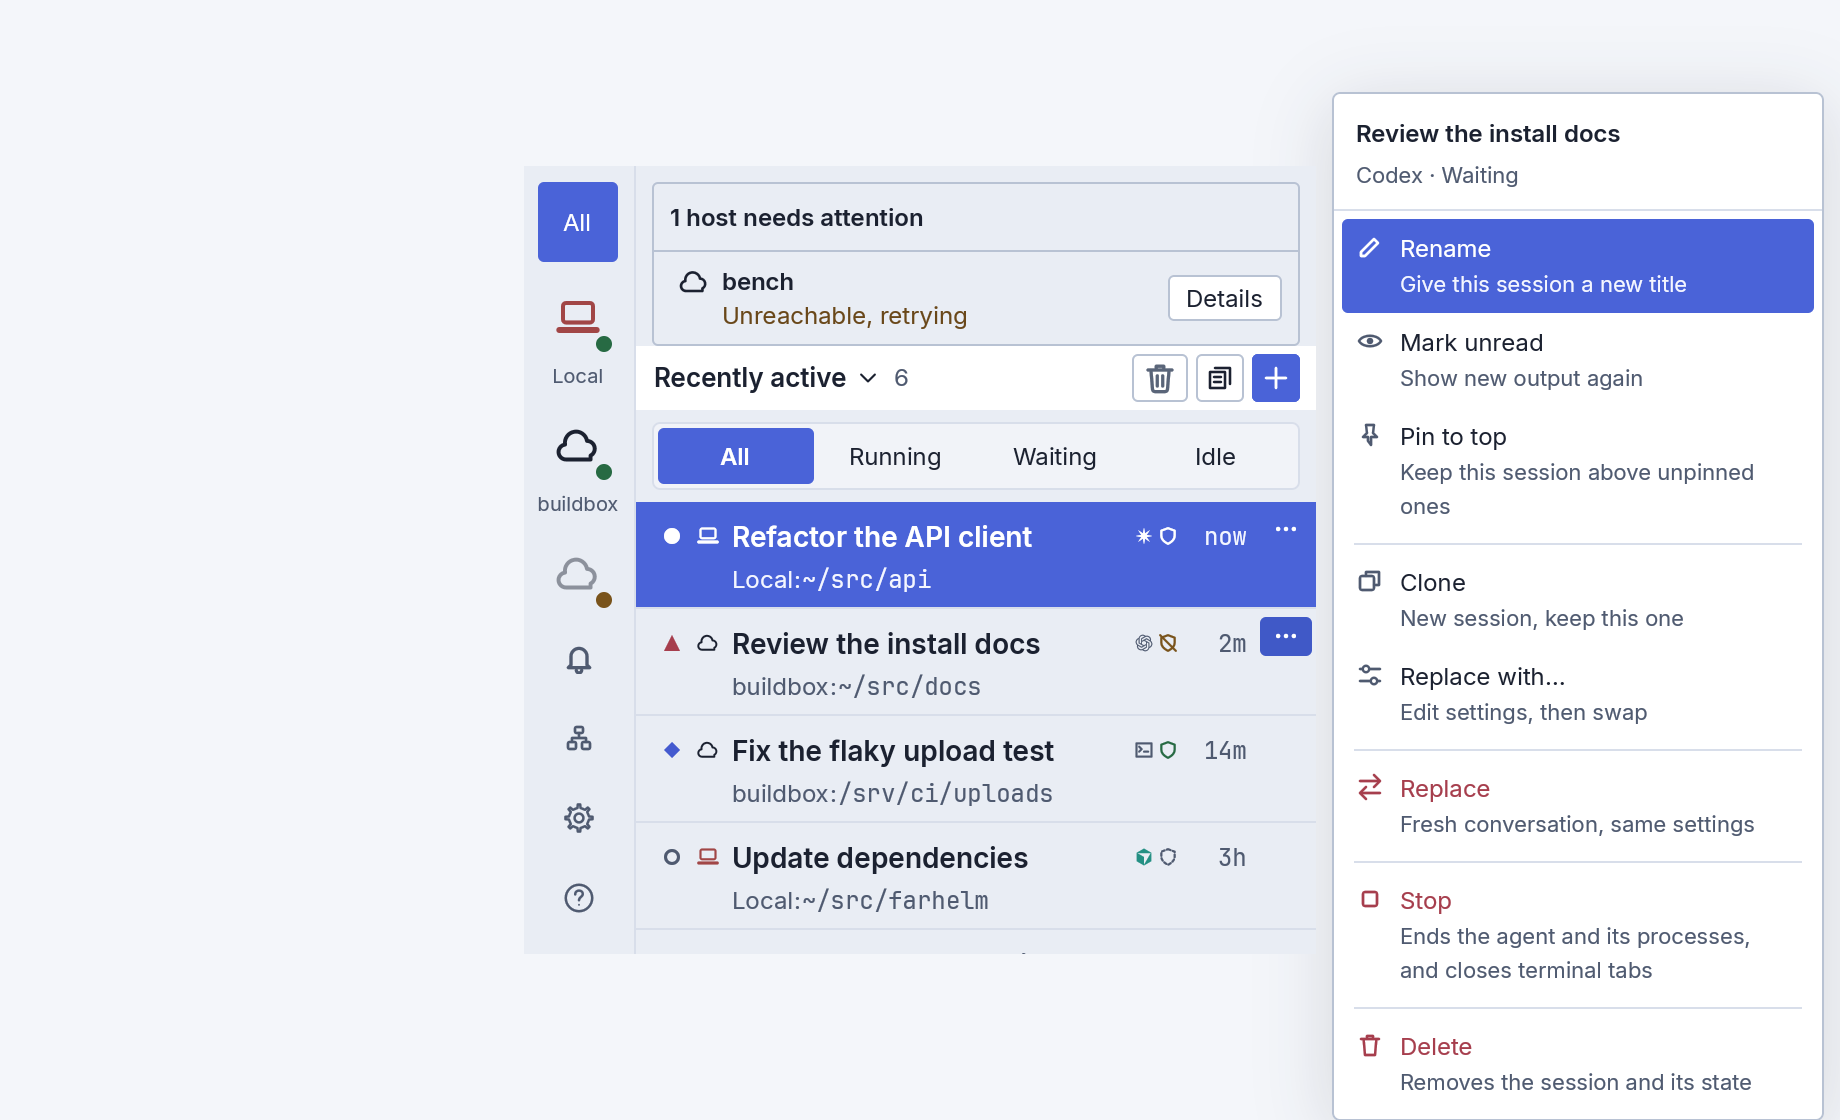 All
Local
buildbox
1 host needs attention
bench
Unreachable, retrying
Details
Recently active 6
All Running Waiting Idle
Refactor the API client now
Local:~/src/api
Review the install docs 2m
buildbox:~/src/docs
Fix the flaky upload test 14m
buildbox:/srv/ci/uploads
Update dependencies 3h
Local:~/src/farhelm
Review the install docs
Codex · Waiting
Rename
Give this session a new title
Mark unread
Show new output again
Pin to top
Keep this session above unpinned
ones
Clone
New session, keep this one
Replace with...
Edit settings, then swap
Replace
Fresh conversation, same settings
Stop
Ends the agent and its processes,
and closes terminal tabs
Delete
Removes the session and its state